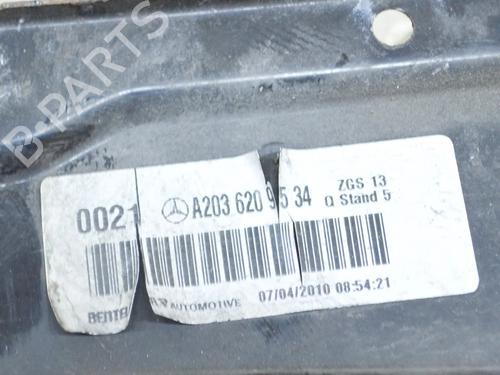 B-PARTS
0021 A203 620 95 34 ZGS 13
Q Stand 5
AUTOMOTIVE 07/04/2010 08:54:21